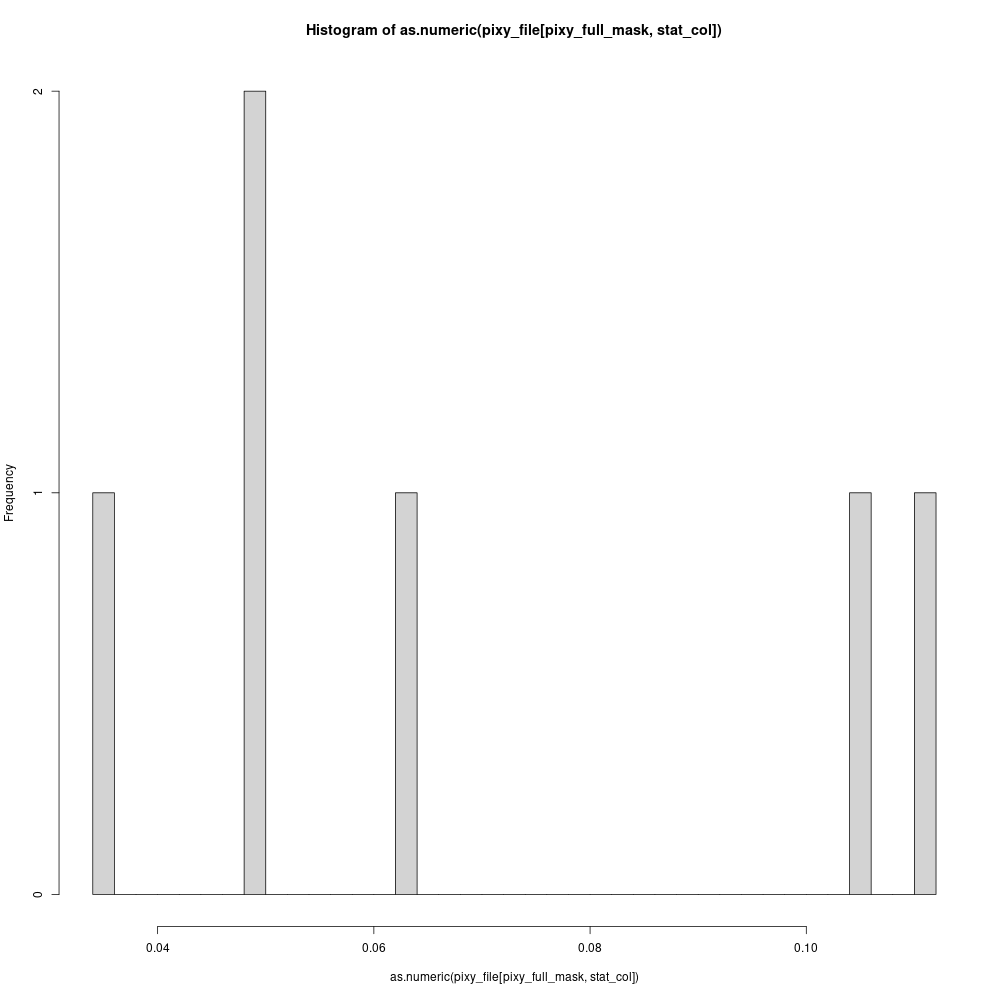 Histogram of as.numeric(pixy_file[pixy_full_mask, stat_col])
Frequency
2
1
0
0.04 0.06 0.08 0.10
as.numeric(pixy_file[pixy_full_mask, stat_col])